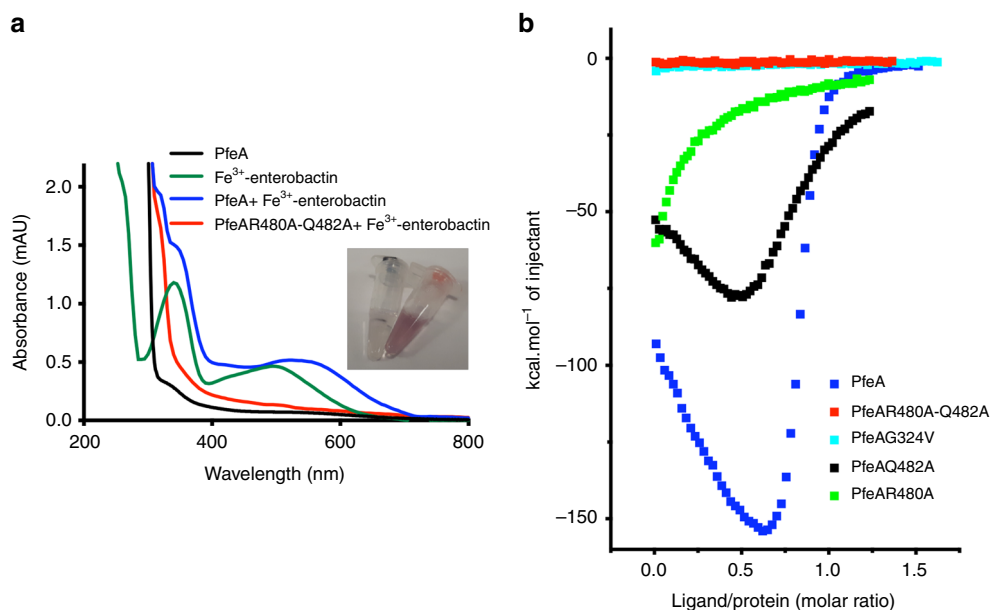 a
PfeA
Fe³⁺-enterobactin
PfeA+ Fe³⁺-enterobactin
PfeAR480A-Q482A+ Fe³⁺-enterobactin
2.0
1.5
1.0
0.5
0.0
Absorbance (mAU)
200
400
600
800
Wavelength (nm)
b
0
−50
−100
−150
kcal.mol⁻¹ of injectant
PfeA
PfeAR480A-Q482A
PfeAG324V
PfeAQ482A
PfeAR480A
0.0
0.5
1.0
1.5
Ligand/protein (molar ratio)